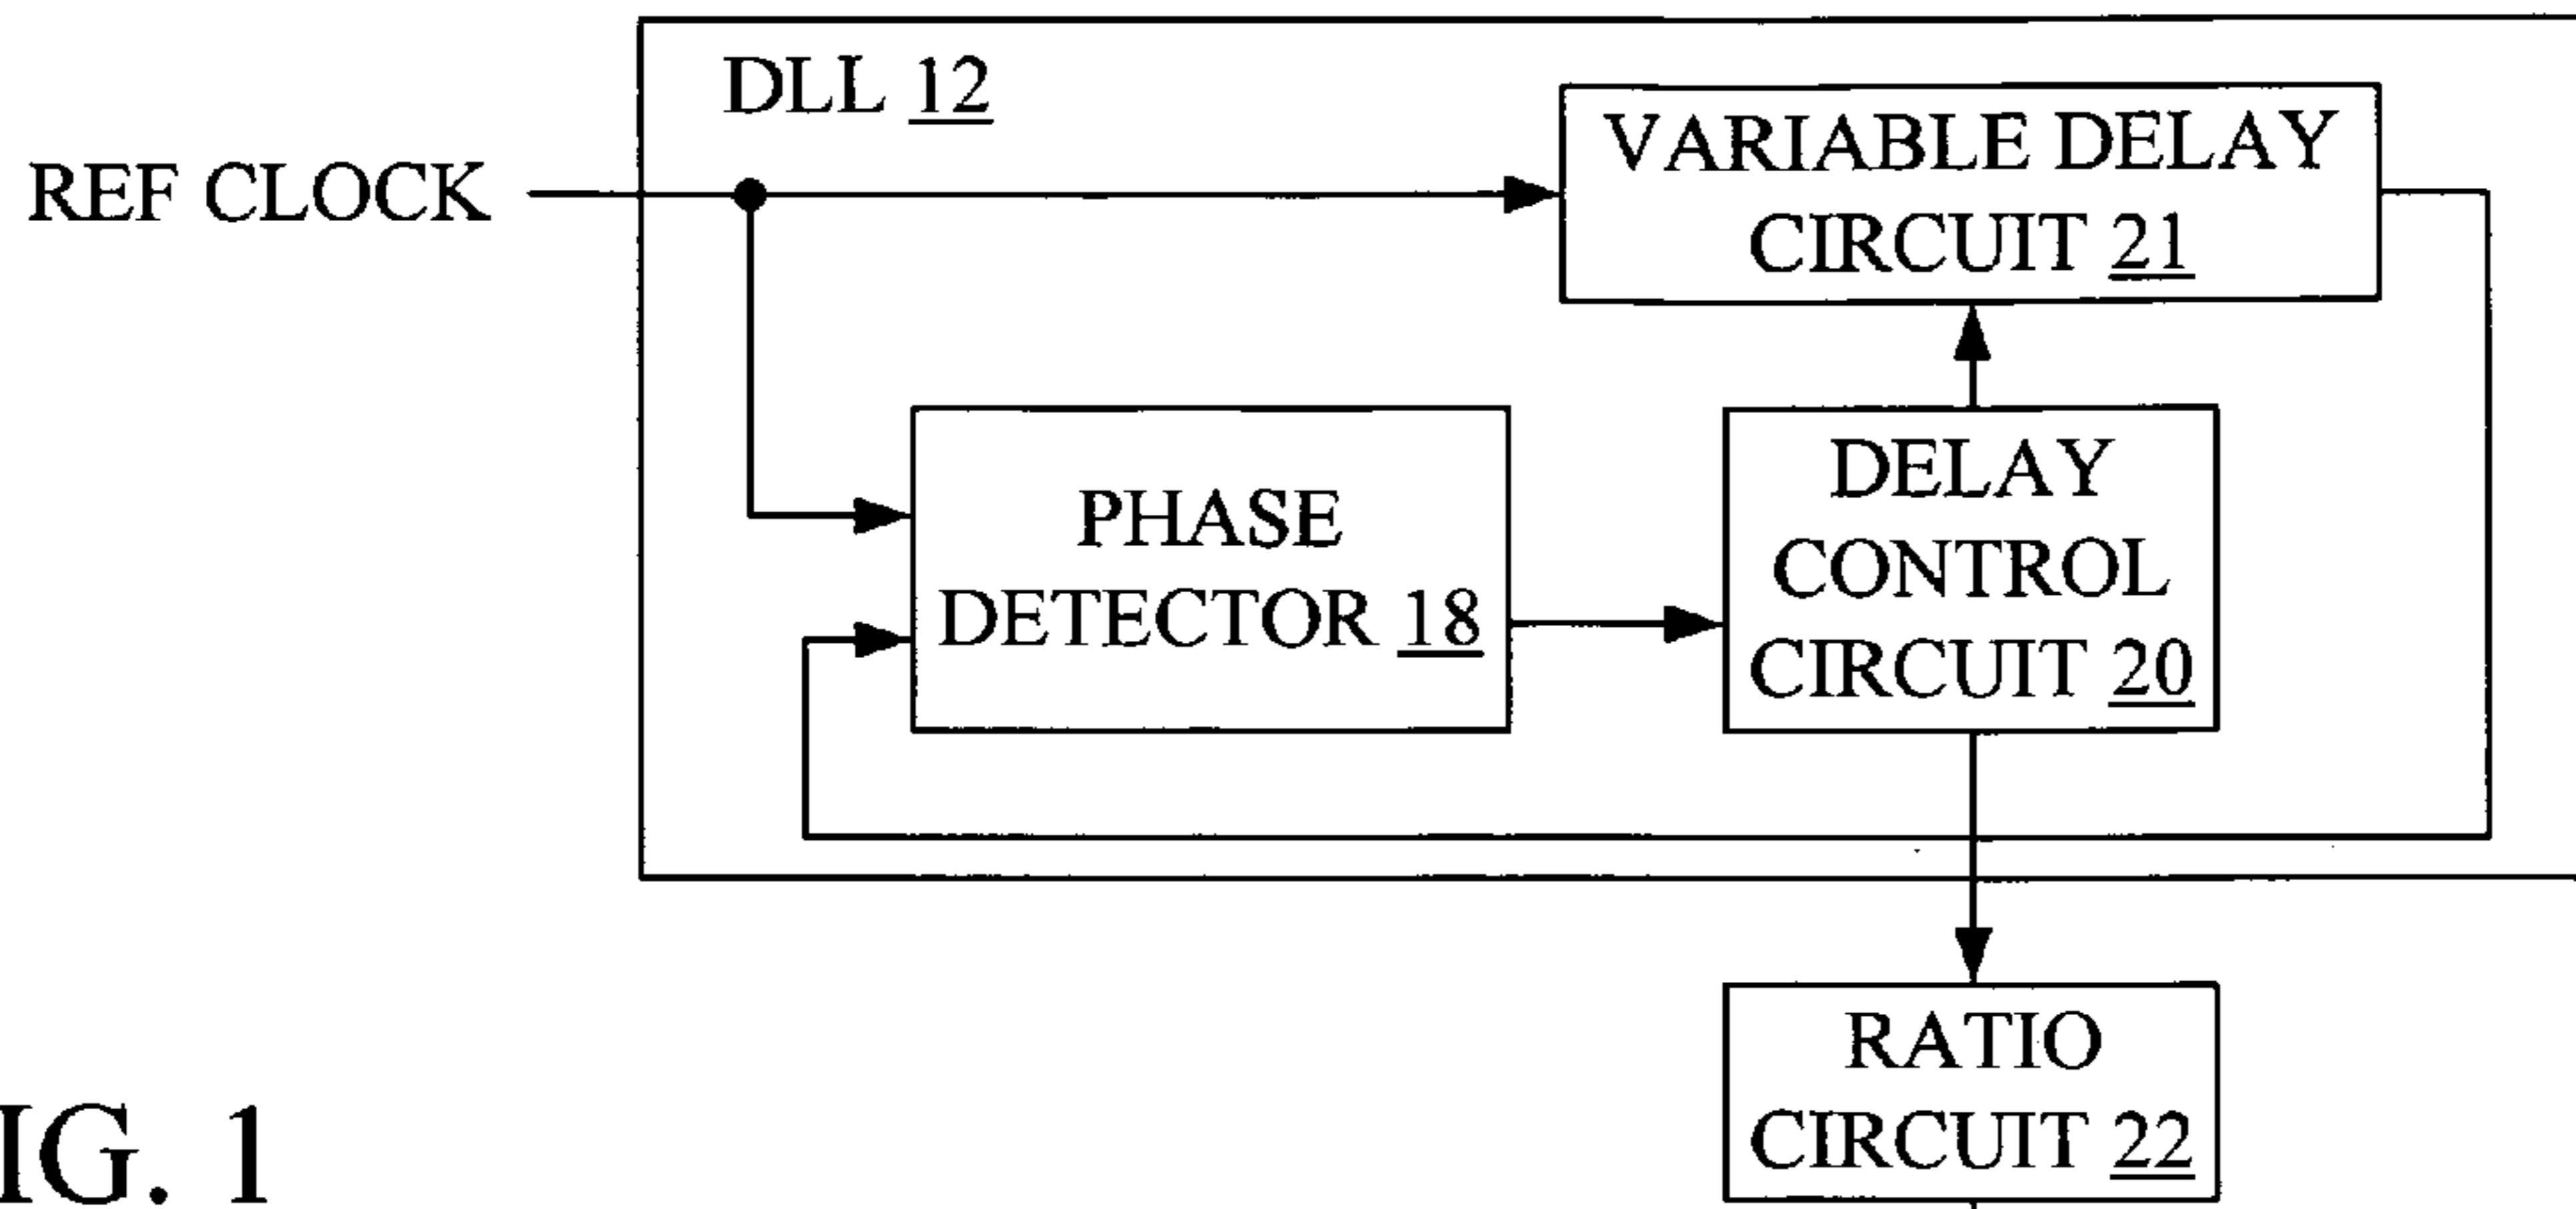 DLL 12
REF CLOCK
VARIABLE DELAY
CIRCUIT 21
PHASE
DETECTOR 18
DELAY
CONTROL
CIRCUIT 20
RATIO
CIRCUIT 22
IG. 1